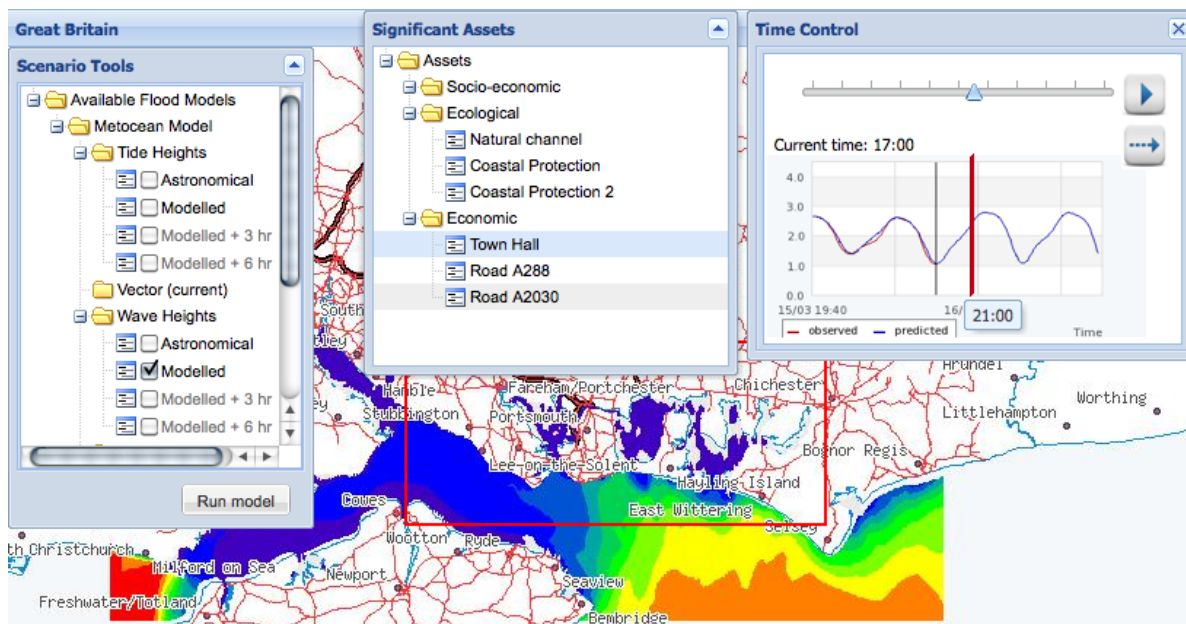 Great Britain
Scenario Tools
Available Flood Models
Metocean Model
Tide Heights
Astronomical
Modelled
Modelled + 3 hr
Modelled + 6 hr
Vector (current)
Wave Heights
Astronomical
Modelled
Modelled + 3 hr
Modelled + 6 hr
Run model
Significant Assets
Assets
Socio-economic
Ecological
Natural channel
Coastal Protection
Coastal Protection 2
Economic
Town Hall
Road A288
Road A2030
Time Control
Current time: 17:00
4.0
3.0
2.0
1.0
0.0
15/03 19:40
16/
21:00
observed
predicted
Time
Hamble
Stubbington
Fareham/Portchester
Portsmouth
Chichester
Arundel
Worthing
Littlehampton
Bognor Regis
Lee-on-the-Solent
Hayling Island
East Wittering
Selsey
Cowes
Wootton
Ryde
Christchurch
Milford on Sea
Newport
Seaview
Freshwater/Totland
Bembridge